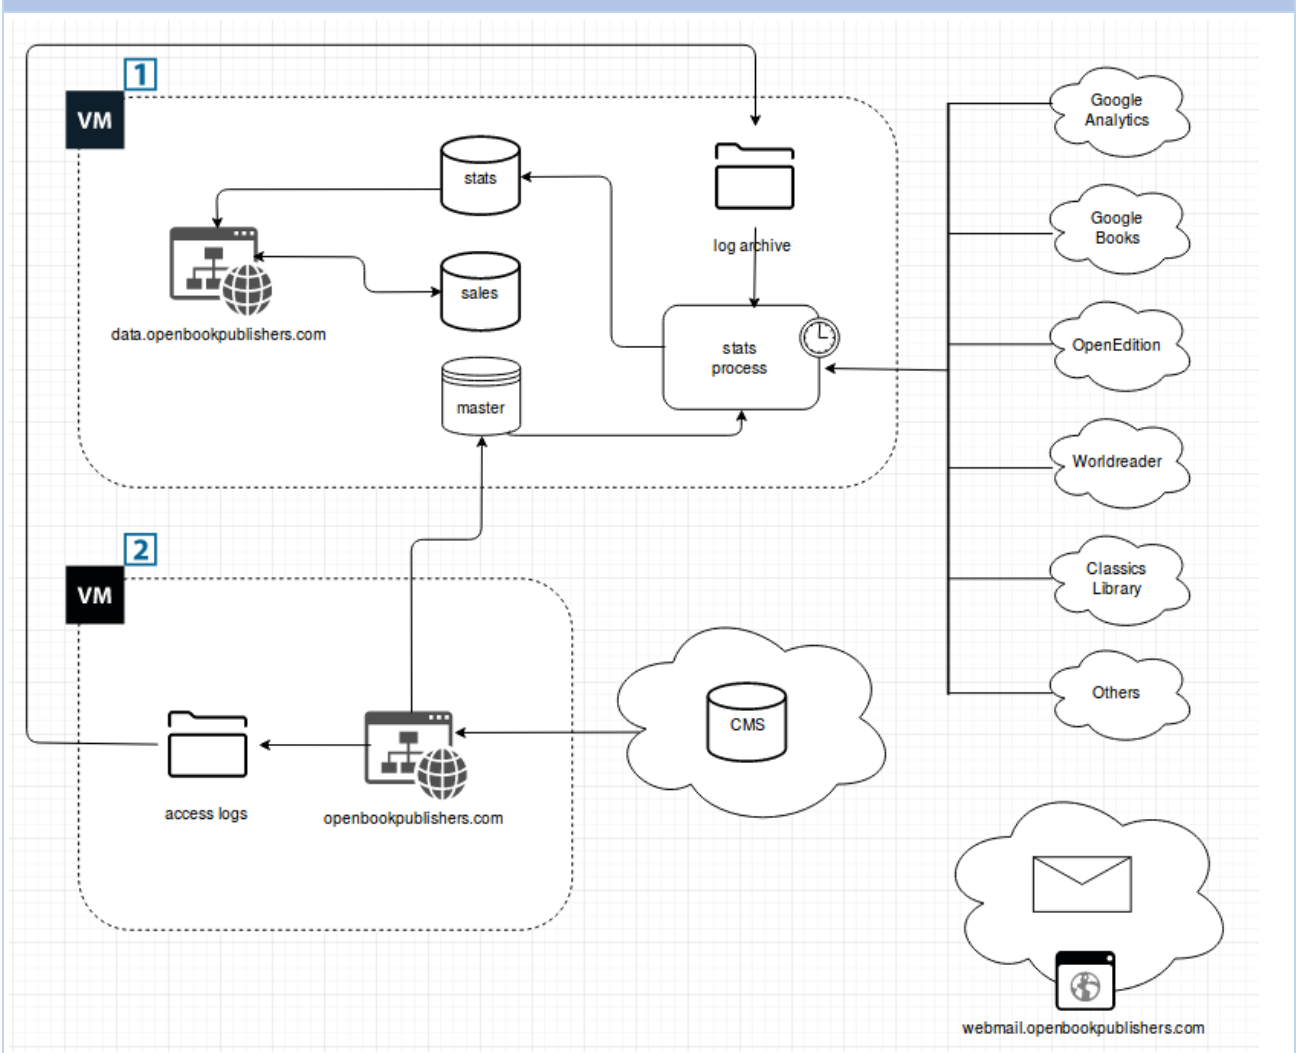 1
VM
stats
log archive
sales
data.openbookpublishers.com
stats
process
master
Google
Analytics
Google
Books
OpenEdition
Worldreader
Classics
Library
Others
2
VM
access logs
openbookpublishers.com
CMS
webmail.openbookpublishers.com